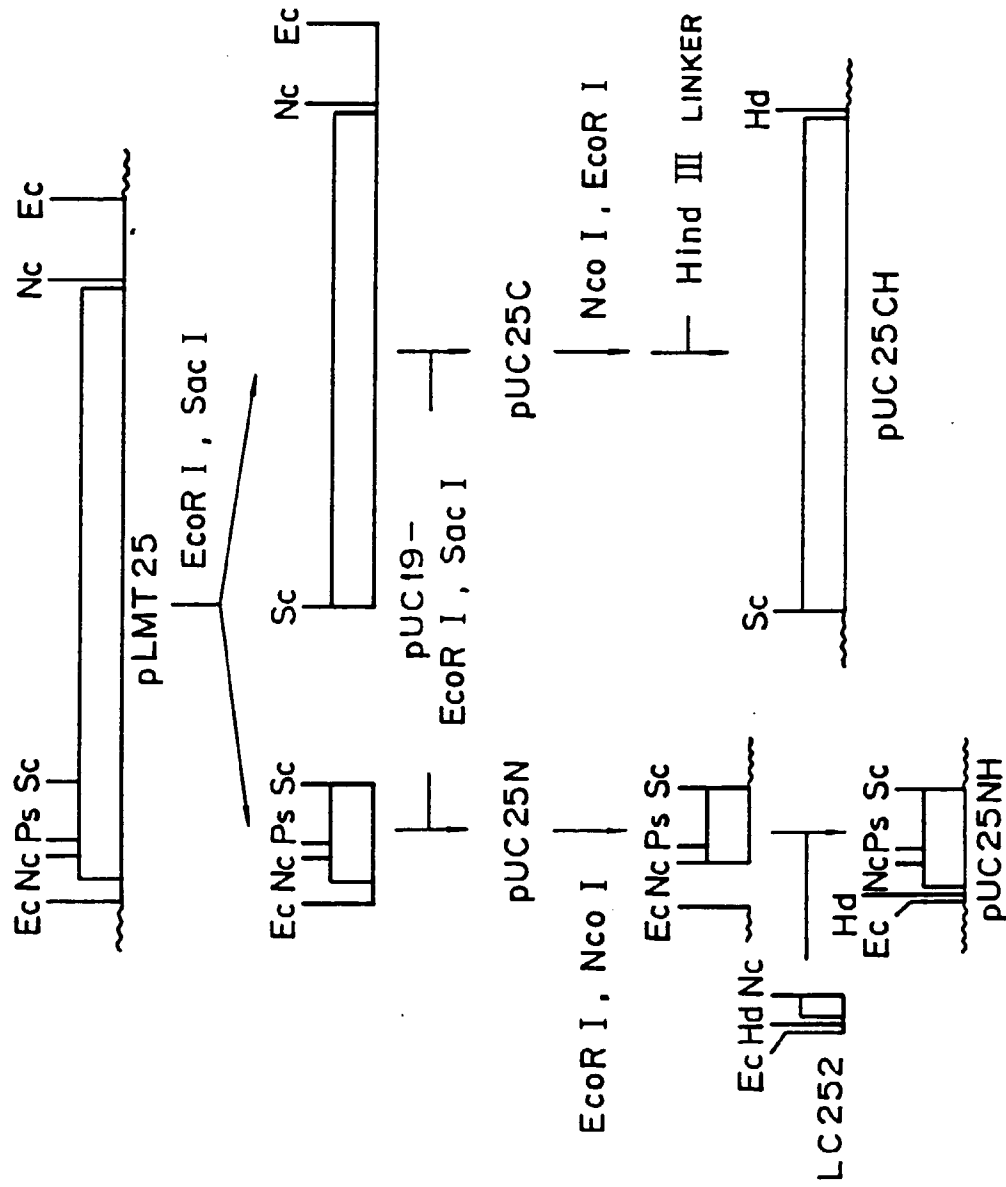 Ec Nc Ps Sc Nc Ec
pLMT25
EcoR I, Sac I
Ec Nc Ps Sc
Sc Nc Ec
pUC19-
EcoR I, Sac I
pUC25N
pUC25C
EcoR I, Nco I
Nco I, EcoR I
Hind III LINKER
Ec Nc Ps Sc
Ec Hd Nc
LC252
Ec Hd Nc Ps Sc
pUC25NH
Sc Hd
pUC25CH